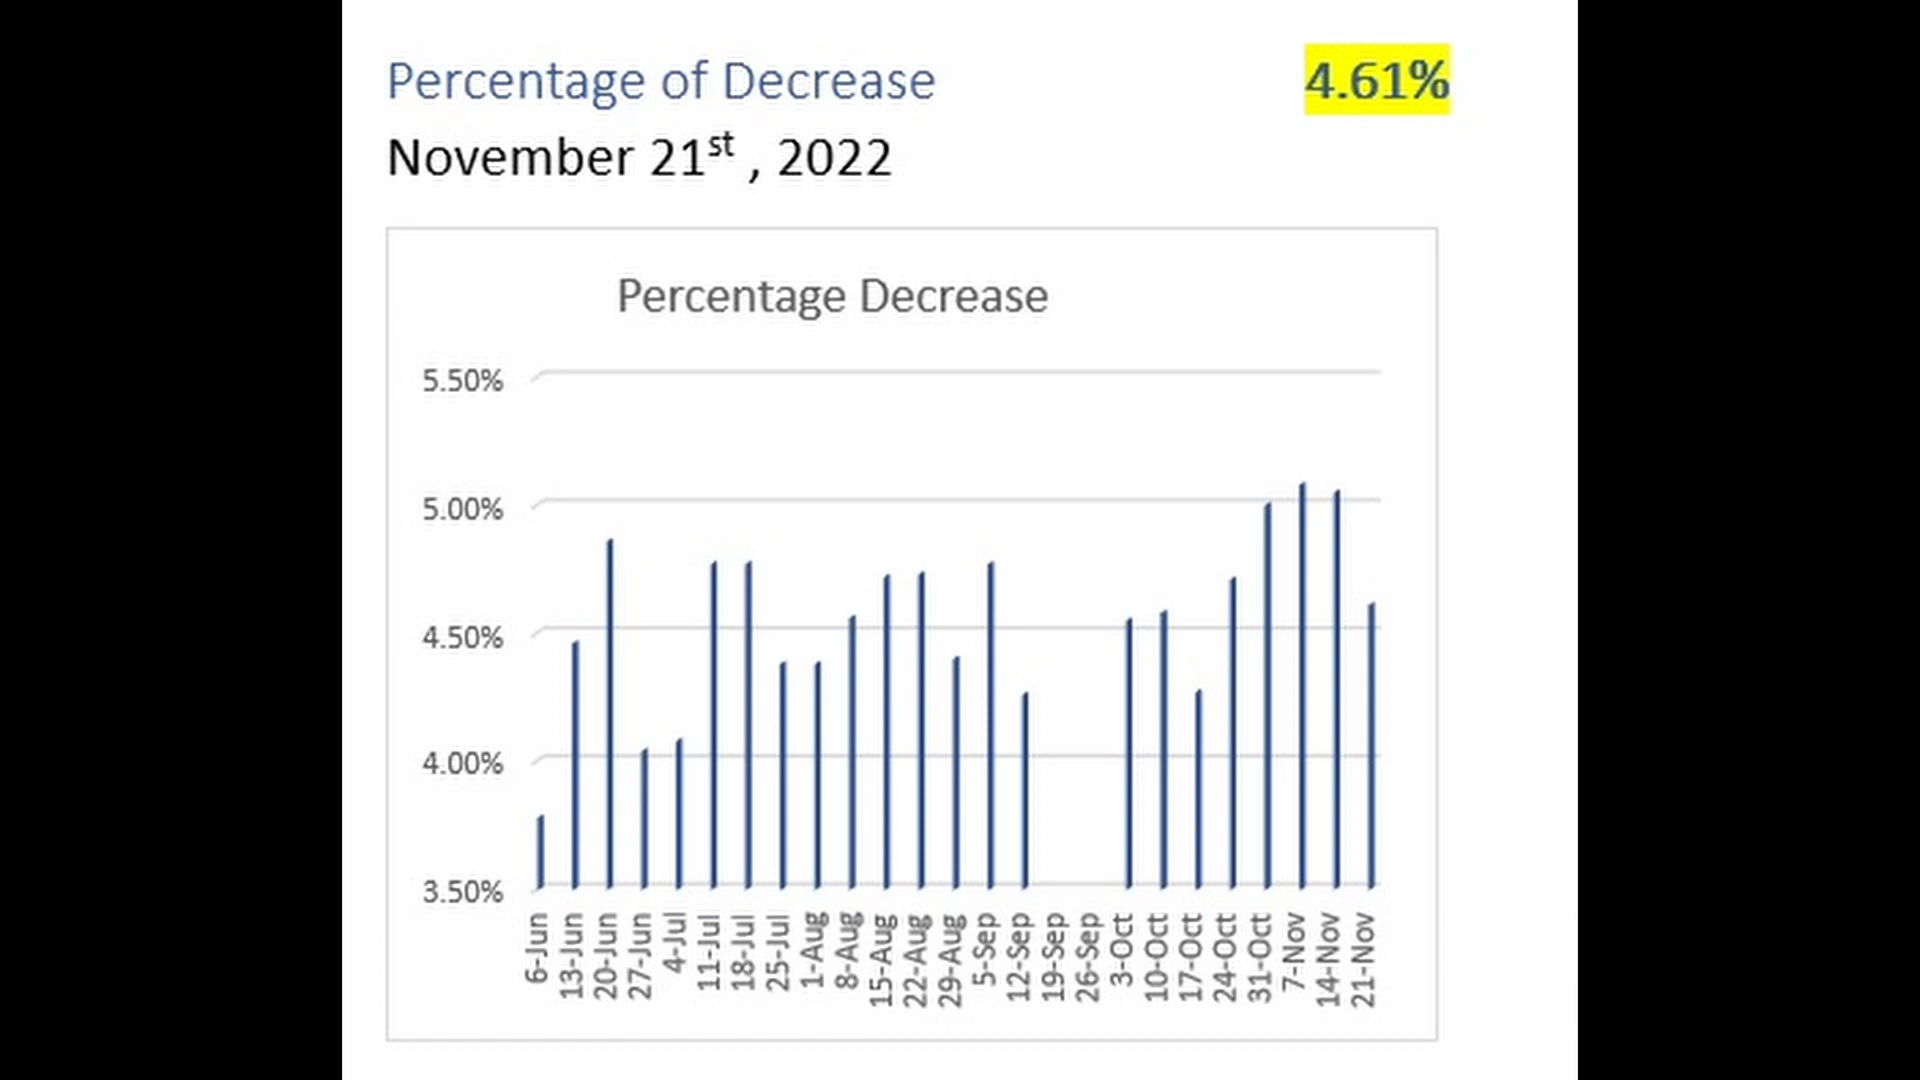 Percentage of Decrease 4.61%
November 21st , 2022
Percentage Decrease
5.50%
5.00%
4.50%
4.00%
3.50%
6-Jun
13-Jun
20-Jun
27-Jun
4-Jul
11-Jul
18-Jul
25-Jul
1-Aug
8-Aug
15-Aug
22-Aug
29-Aug
5-Sep
12-Sep
19-Sep
26-Sep
3-Oct
10-Oct
17-Oct
24-Oct
31-Oct
7-Nov
14-Nov
21-Nov